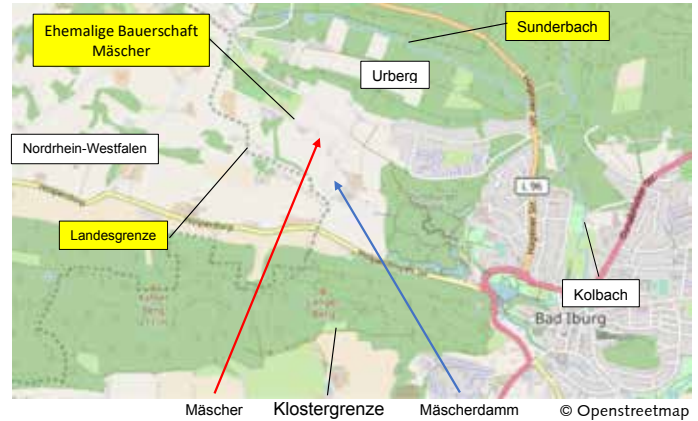 Ehemalige Bauerschaft
Mäscher
Sunderbach
Urberg
Nordrhein-Westfalen
L 96
Landesgrenze
Kolbach
Bad Iburg
Mäscher
Klostergrenze
Mäscherdamm
© Openstreetmap